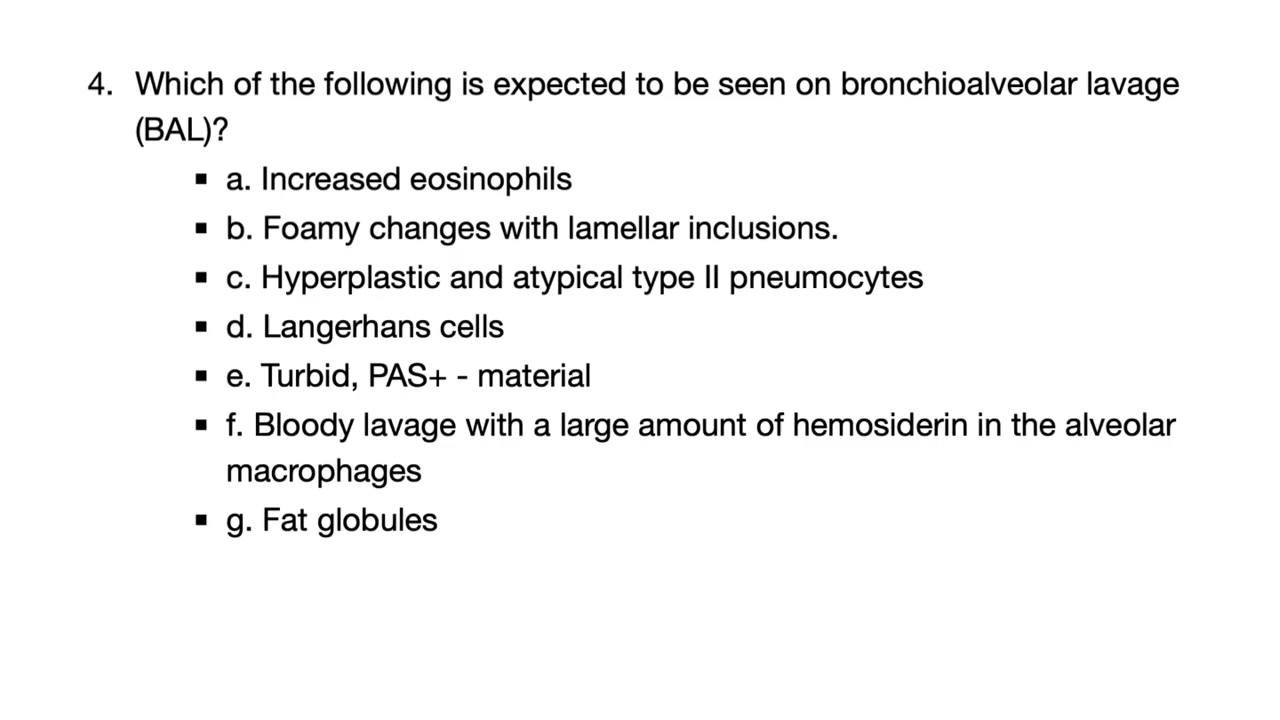 4. Which of the following is expected to be seen on bronchioalveolar lavage
(BAL)?
▪ a. Increased eosinophils
▪ b. Foamy changes with lamellar inclusions.
▪ c. Hyperplastic and atypical type II pneumocytes
▪ d. Langerhans cells
▪ e. Turbid, PAS+ - material
▪ f. Bloody lavage with a large amount of hemosiderin in the alveolar
macrophages
▪ g. Fat globules